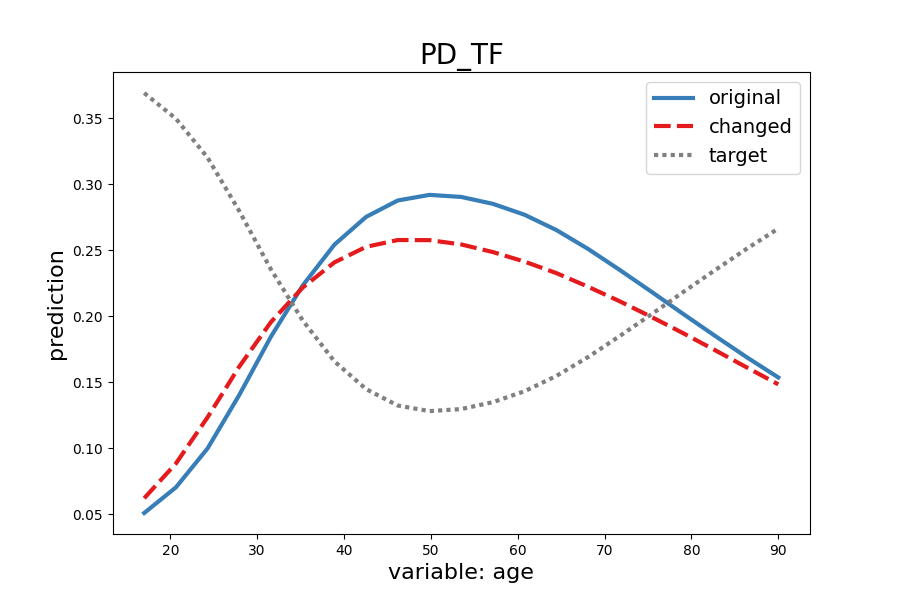 PD_TF
original
changed
target
prediction
0.35
0.30
0.25
0.20
0.15
0.10
0.05
20 30 40 50 60 70 80 90
variable: age